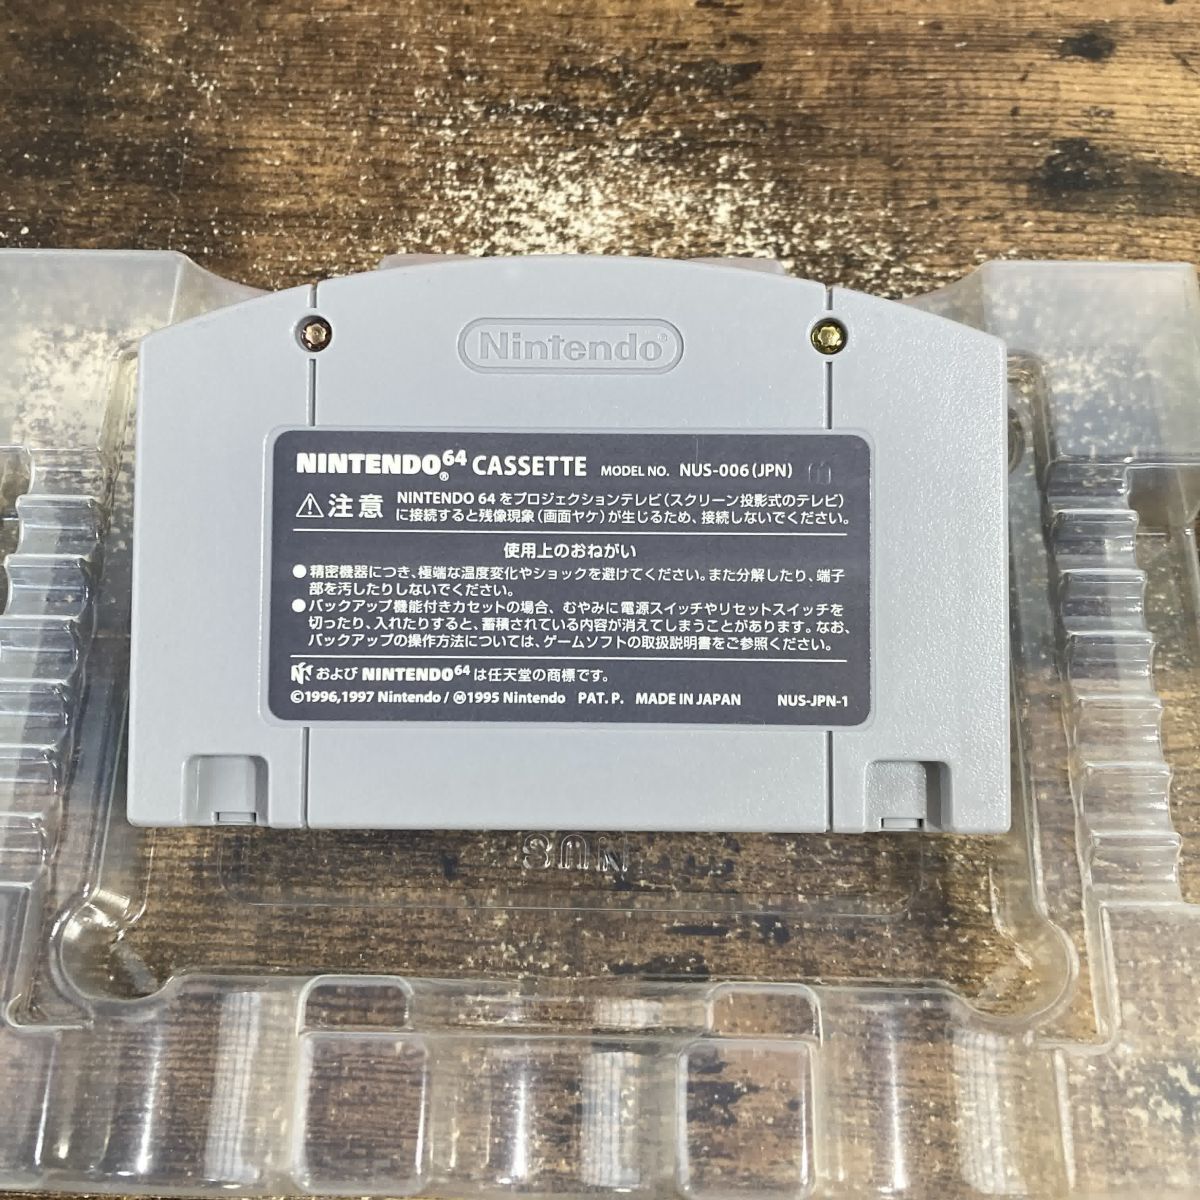 Nintendo®
NINTENDO®64 CASSETTE MODEL NO. NUS-006(JPN)
⚠注意 NINTENDO 64をプロジェクションテレビ(スクリーン投影式のテレビ)
に接続すると残像現象(画面ヤケ)が生じるため、接続しないでください。
使用上のおねがい
●精密機器につき、極端な温度変化やショックを避けてください。また分解したり、端子
部を汚したりしないでください。
●バックアップ機能付きカセットの場合、むやみに電源スイッチやリセットスイッチを
切ったり、入れたりすると、蓄積されている内容が消えてしまうことがあります。なお、
バックアップの操作方法については、ゲームソフトの取扱説明書をご参照ください。
および NINTENDO64 は任天堂の商標です。
©1996,1997 Nintendo/Ⓜ1995 Nintendo PAT. P. MADE IN JAPAN NUS-JPN-1
NUS